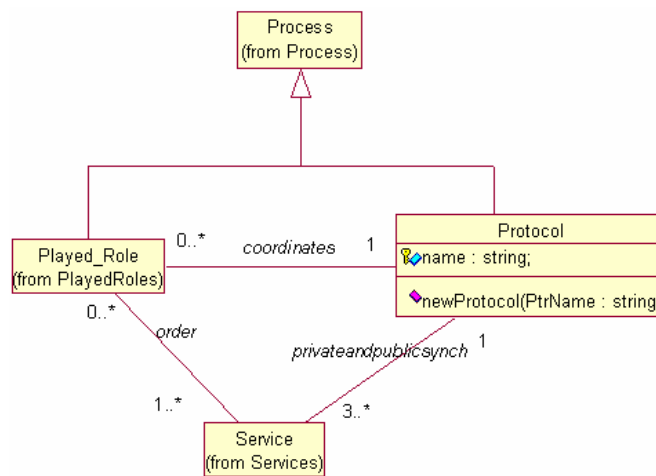 Process
(from Process)
Protocol
name : string;
newProtocol(PtrName : string
Played_Role
(from PlayedRoles)
0..*
coordinates
1
0..*
order
1..*
privateandpublicsynch
1
3..*
Service
(from Services)